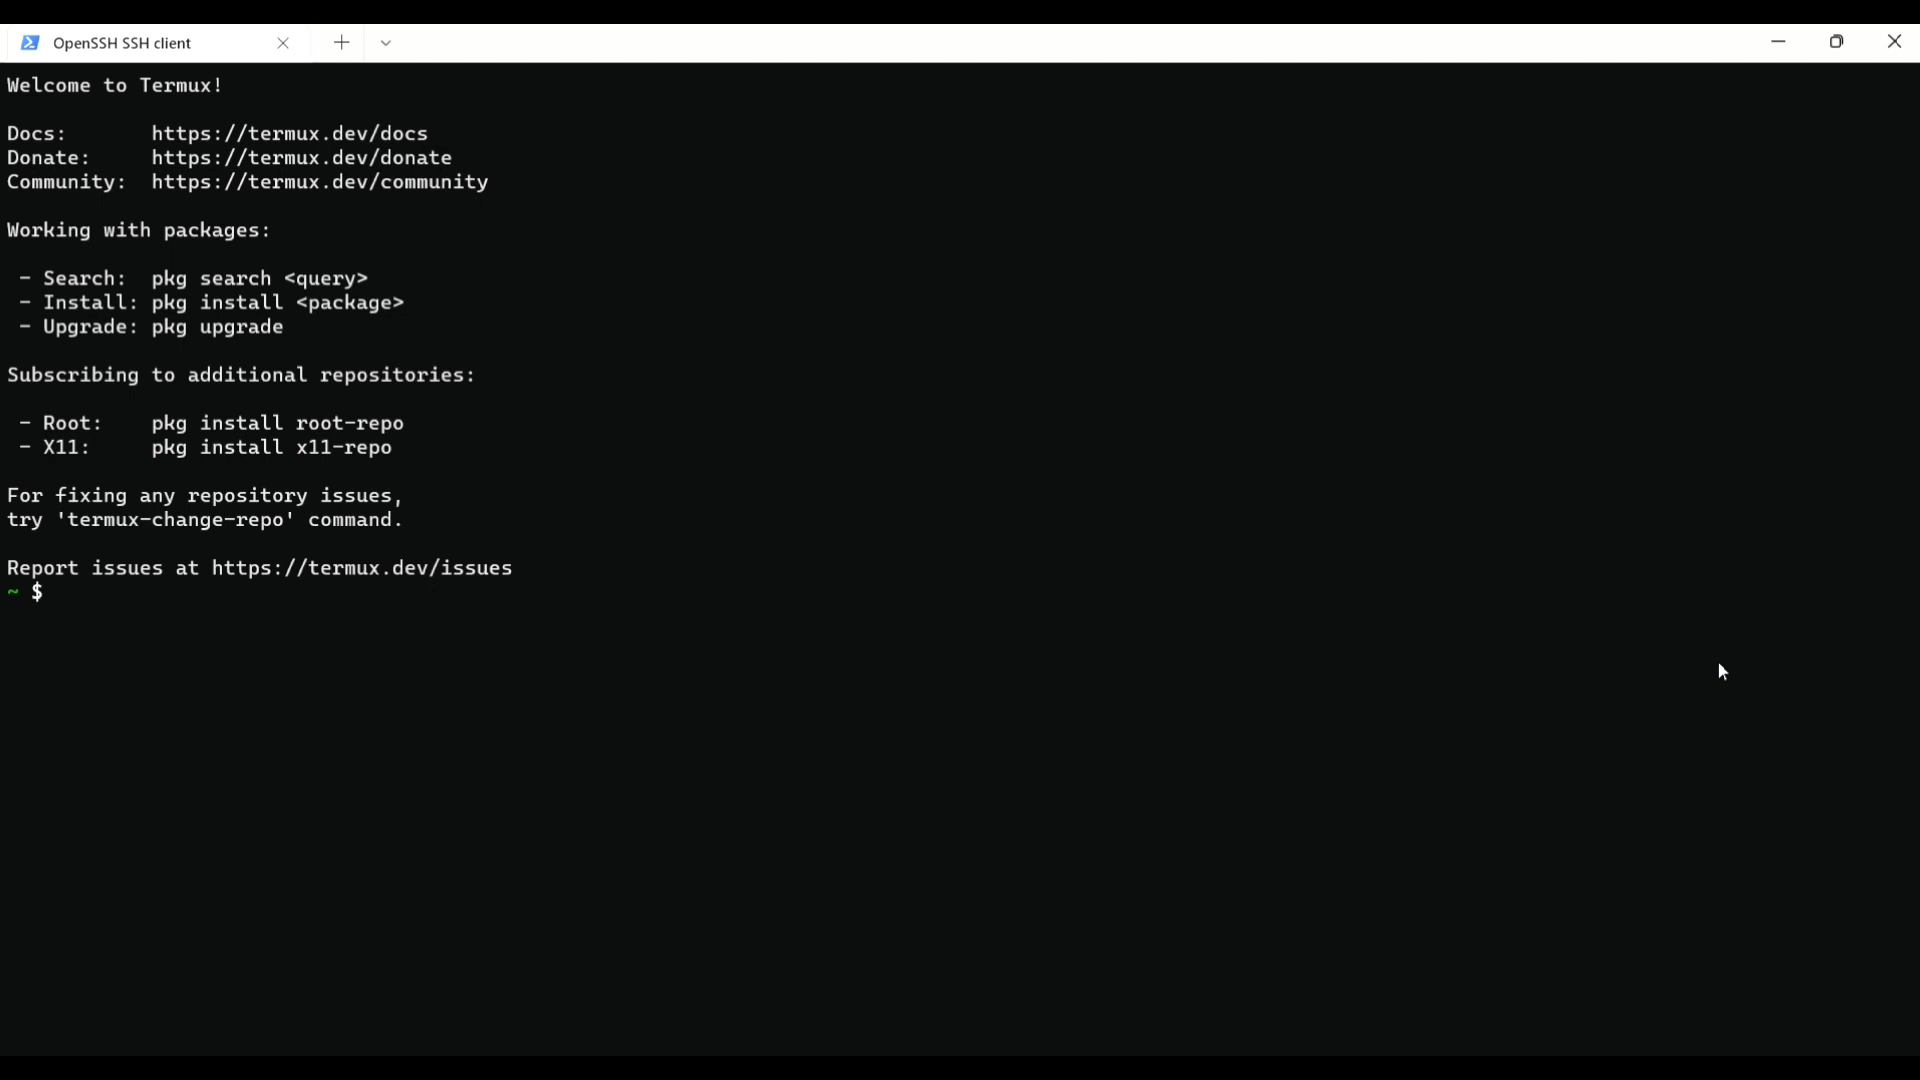 OpenSSH SSH client
Welcome to Termux!
Docs: https://termux.dev/docs
Donate: https://termux.dev/donate
Community: https://termux.dev/community
Working with packages:
- Search: pkg search <query>
- Install: pkg install <package>
- Upgrade: pkg upgrade
Subscribing to additional repositories:
- Root: pkg install root-repo
- X11: pkg install x11-repo
For fixing any repository issues,
try 'termux-change-repo' command.
Report issues at https://termux.dev/issues
~ $